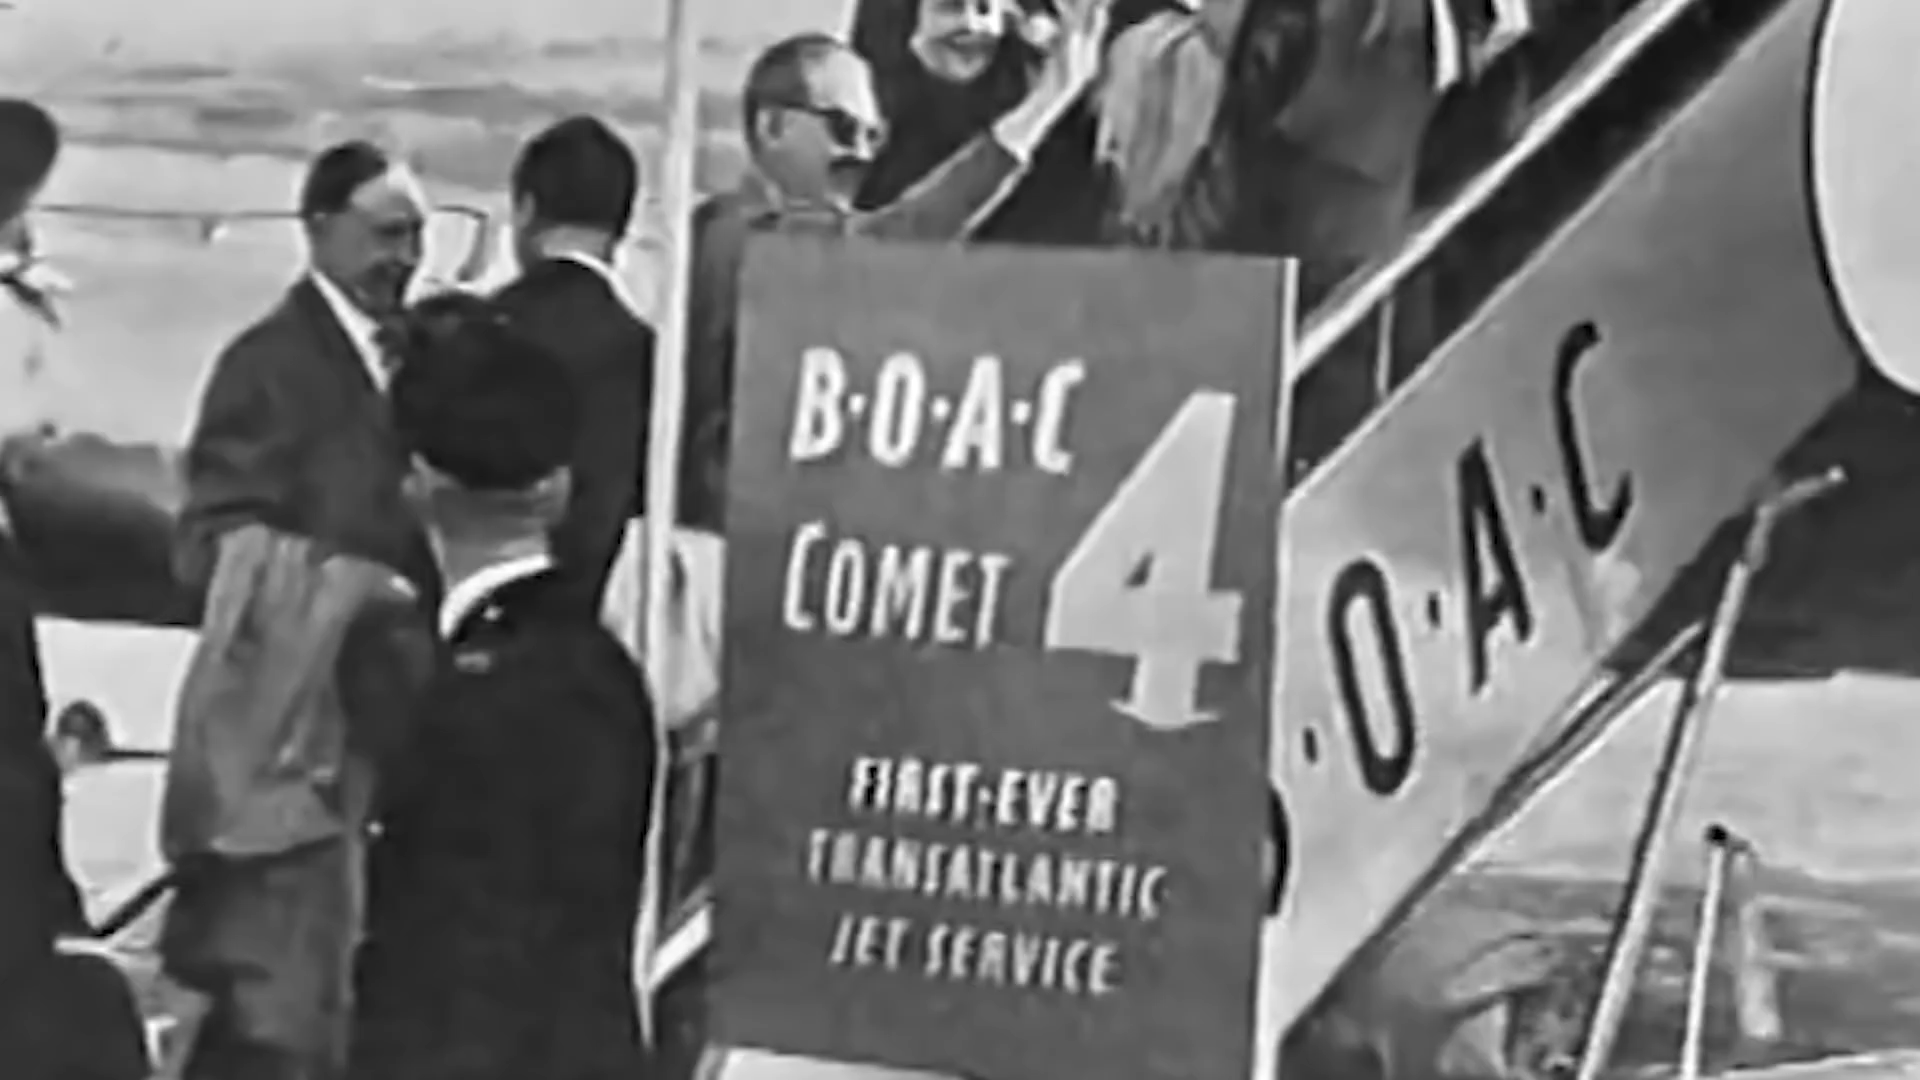 B·O·A·C
COMET 4
FIRST-EVER
TRANSATLANTIC
JET SERVICE
·O·A·C